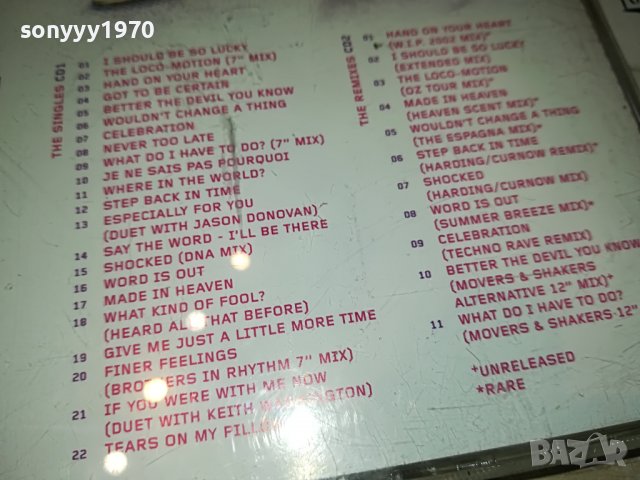 sonyyy1970
THE SINGLES CD1
01 I SHOULD BE SO LUCKY
02 THE LOCO-MOTION (7" MIX)
03 HAND ON YOUR HEART
04 GOT TO BE CERTAIN
05 BETTER THE DEVIL YOU KNOW
06 WOULDN'T CHANGE A THING
07 CELEBRATION
08 NEVER TOO LATE
09 WHAT DO I HAVE TO DO? (7" MIX)
10 JE NE SAIS PAS POURQUOI
11 WHERE IN THE WORLD?
12 STEP BACK IN TIME
13 ESPECIALLY FOR YOU
(DUET WITH JASON DONOVAN)
14 SAY THE WORD - I'LL BE THERE
15 SHOCKED (DNA MIX)
16 WORD IS OUT
17 MADE IN HEAVEN
18 WHAT KIND OF FOOL?
(HEARD ALL THAT BEFORE)
19 GIVE ME JUST A LITTLE MORE TIME
20 FINER FEELINGS
(BROTHERS IN RHYTHM 7" MIX)
21 IF YOU WERE WITH ME NOW
(DUET WITH KEITH WASHINGTON)
22 TEARS ON MY
THE REMIXES CD2
01 HAND ON YOUR HEART
(W.I.P. 2002 MIX)*
02 I SHOULD BE SO LUCKY
(EXTENDED MIX)
03 THE LOCO-MOTION
(OZ TOUR MIX)*
04 MADE IN HEAVEN
(HEAVEN SCENT MIX)*
05 WOULDN'T CHANGE A THING
(THE ESPAGNA MIX)*
06 STEP BACK IN TIME
(HARDING/CURNOW REMIX)*
07 SHOCKED
(HARDING/CURNOW MIX)
08 WORD IS OUT
(SUMMER BREEZE MIX)*
09 CELEBRATION
(TECHNO RAVE REMIX)
10 BETTER THE DEVIL YOU KNOW
(MOVERS & SHAKERS
ALTERNATIVE 12" MIX)+
11 WHAT DO I HAVE TO DO?
(MOVERS & SHAKERS 12"
+UNRELEASED
*RARE
BAZAR.bg